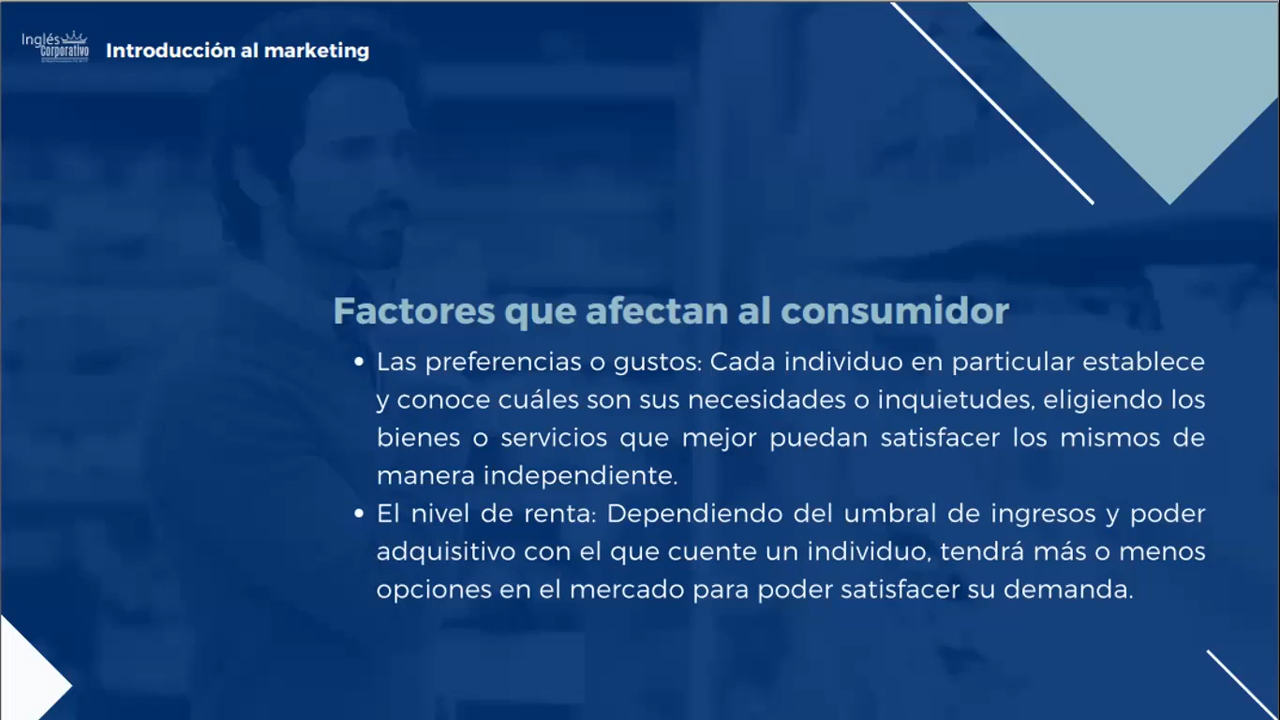 Inglés
Corporativo
Introducción al marketing
Factores que afectan al consumidor
• Las preferencias o gustos: Cada individuo en particular establece
y conoce cuáles son sus necesidades o inquietudes, eligiendo los
bienes o servicios que mejor puedan satisfacer los mismos de
manera independiente.
• El nivel de renta: Dependiendo del umbral de ingresos y poder
adquisitivo con el que cuente un individuo, tendrá más o menos
opciones en el mercado para poder satisfacer su demanda.